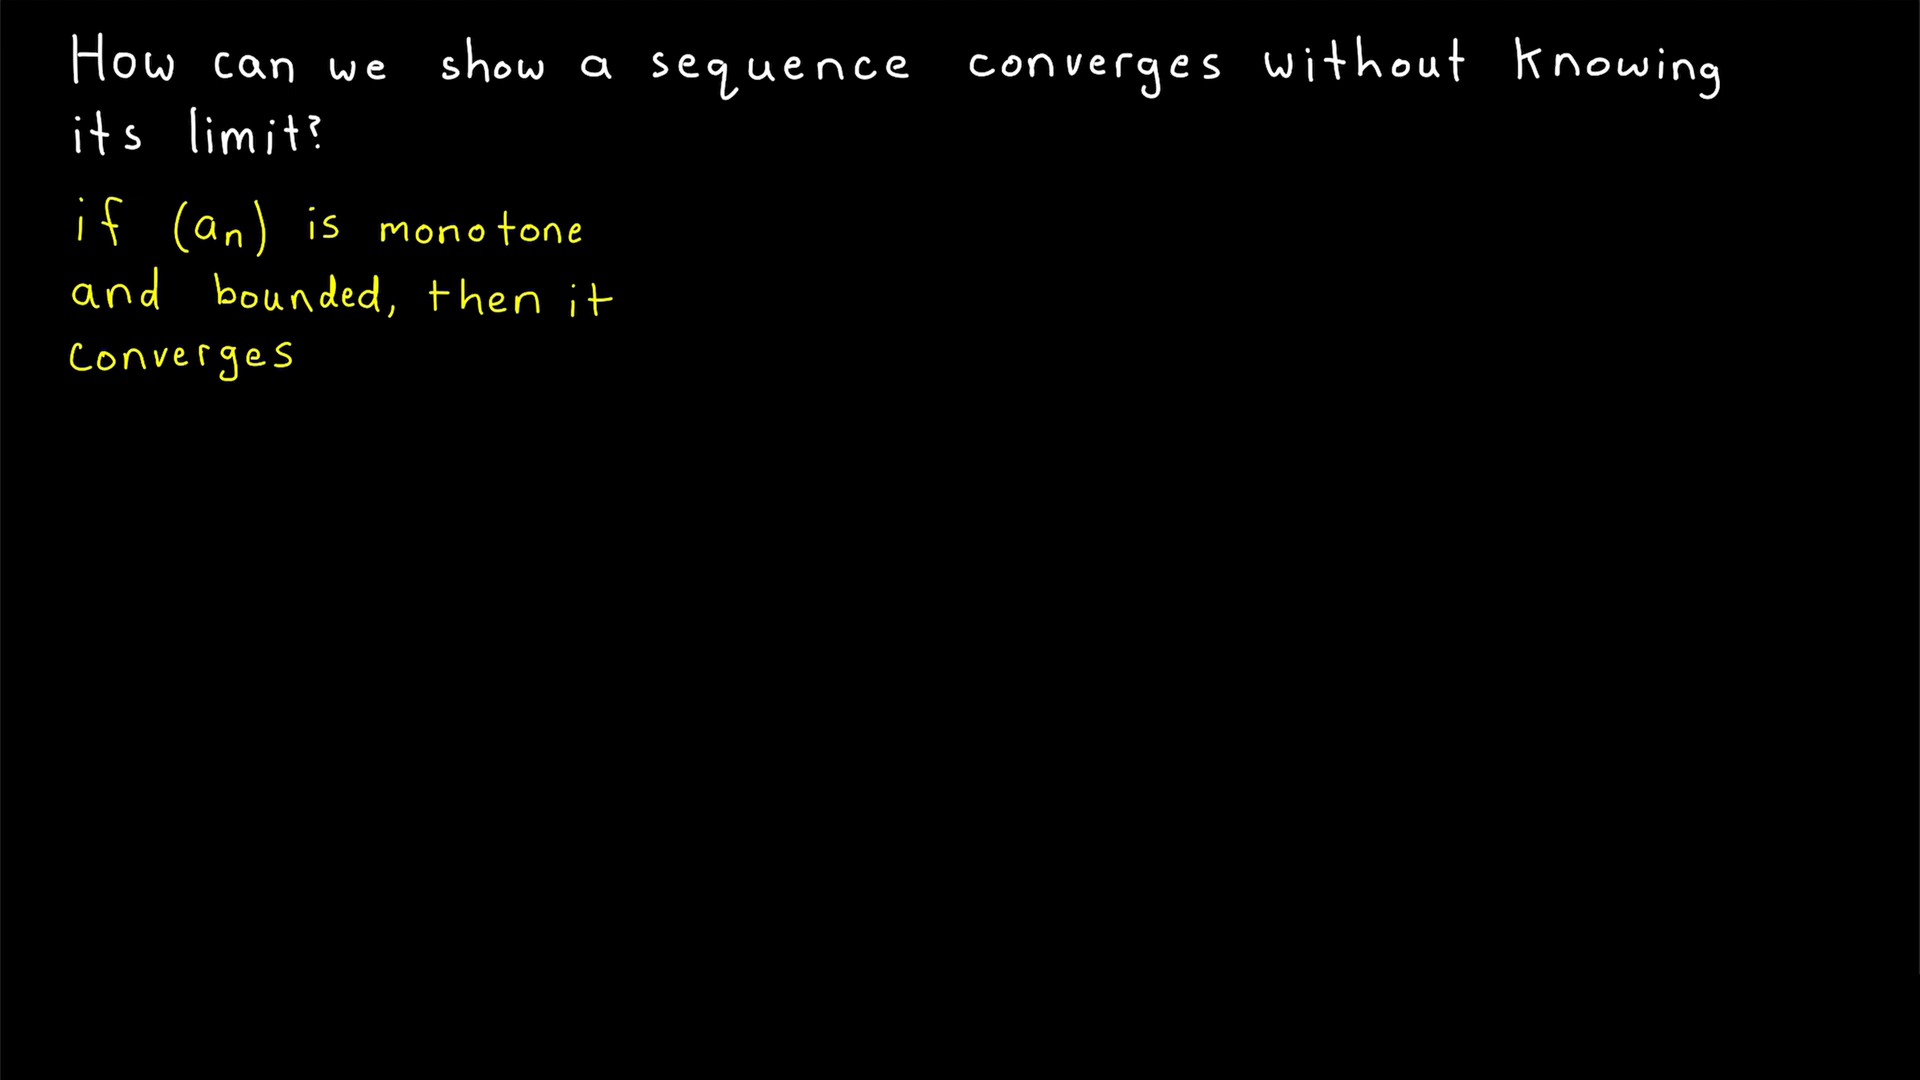 How can we show a sequence converges without knowing
its limit?
if (aₙ) is monotone
and bounded, then it
converges